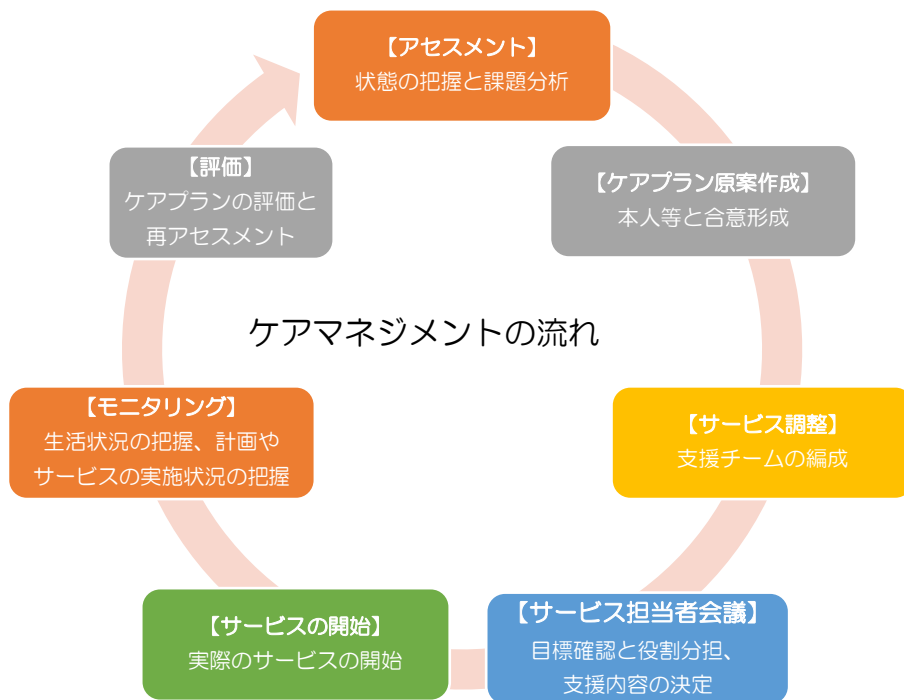 【アセスメント】
状態の把握と課題分析
【ケアプラン原案作成】
本人等と合意形成
【サービス調整】
支援チームの編成
【サービス担当者会議】
目標確認と役割分担、
支援内容の決定
【サービスの開始】
実際のサービスの開始
【モニタリング】
生活状況の把握、計画や
サービスの実施状況の把握
【評価】
ケアプランの評価と
再アセスメント
ケアマネジメントの流れ